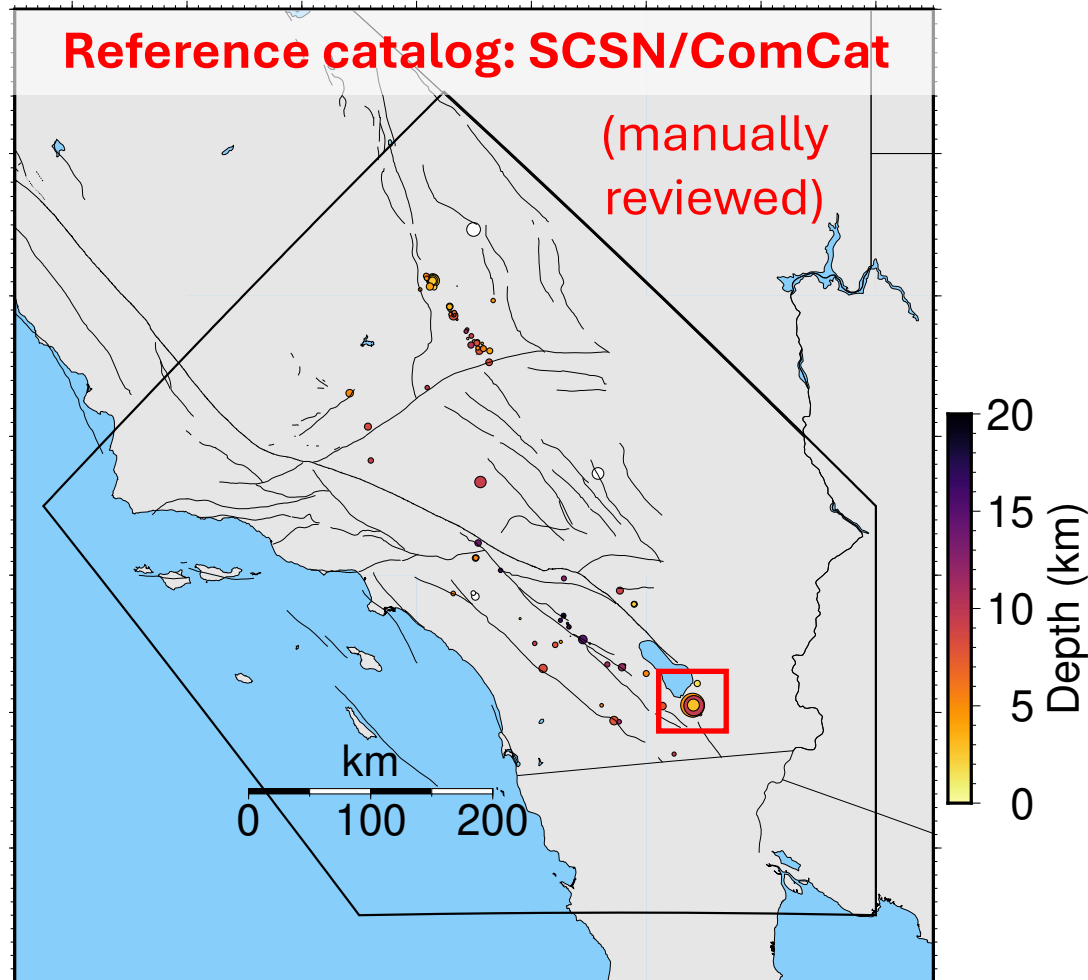 Reference catalog: SCSN/ComCat
(manually
reviewed)
20
15
10
5
0
Depth (km)
km
0 100 200